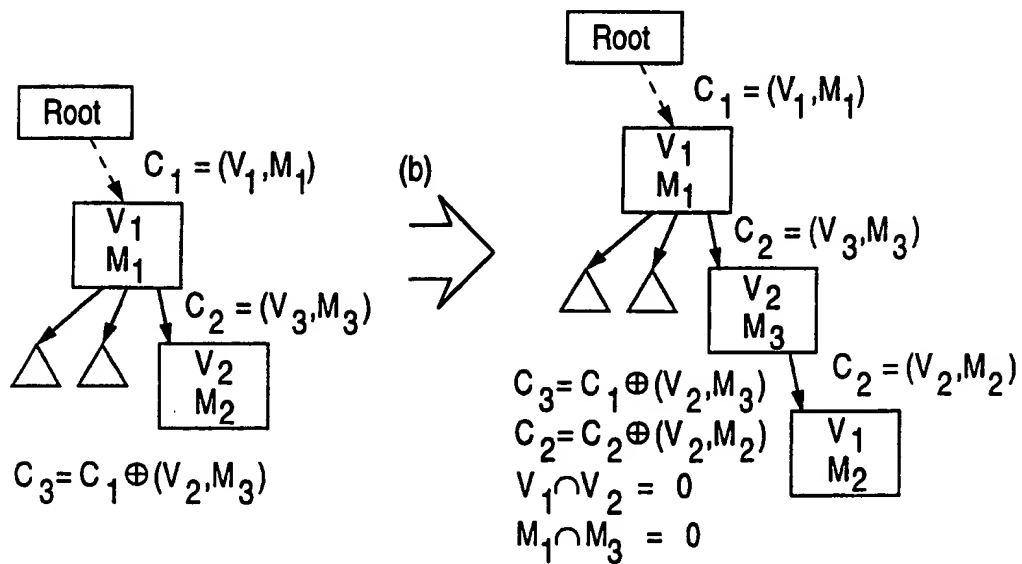 Root
C1 = (V1,M1)
V1
M1
C2 = (V3,M3)
V2
M2
C3= C1⊕(V2,M3)
(b)
Root
C1 = (V1,M1)
V1
M1
C2 = (V3,M3)
V2
M3
C2 = (V2,M2)
V1
M2
C3= C1⊕(V2,M3)
C2= C2⊕(V2,M2)
V1∩V2 = 0
M1∩M3 = 0